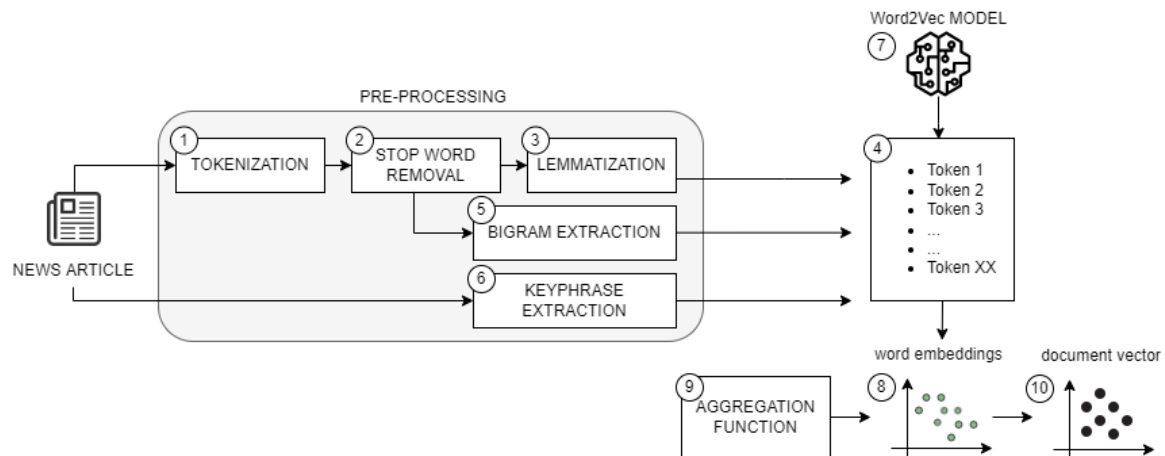 Word2Vec MODEL
7
PRE-PROCESSING
1
TOKENIZATION
2
STOP WORD
REMOVAL
3
LEMMATIZATION
4
• Token 1
• Token 2
• Token 3
• ...
• ...
• Token XX
5
BIGRAM EXTRACTION
NEWS ARTICLE
6
KEYPHRASE
EXTRACTION
word embeddings
document vector
9
AGGREGATION
FUNCTION
8
10